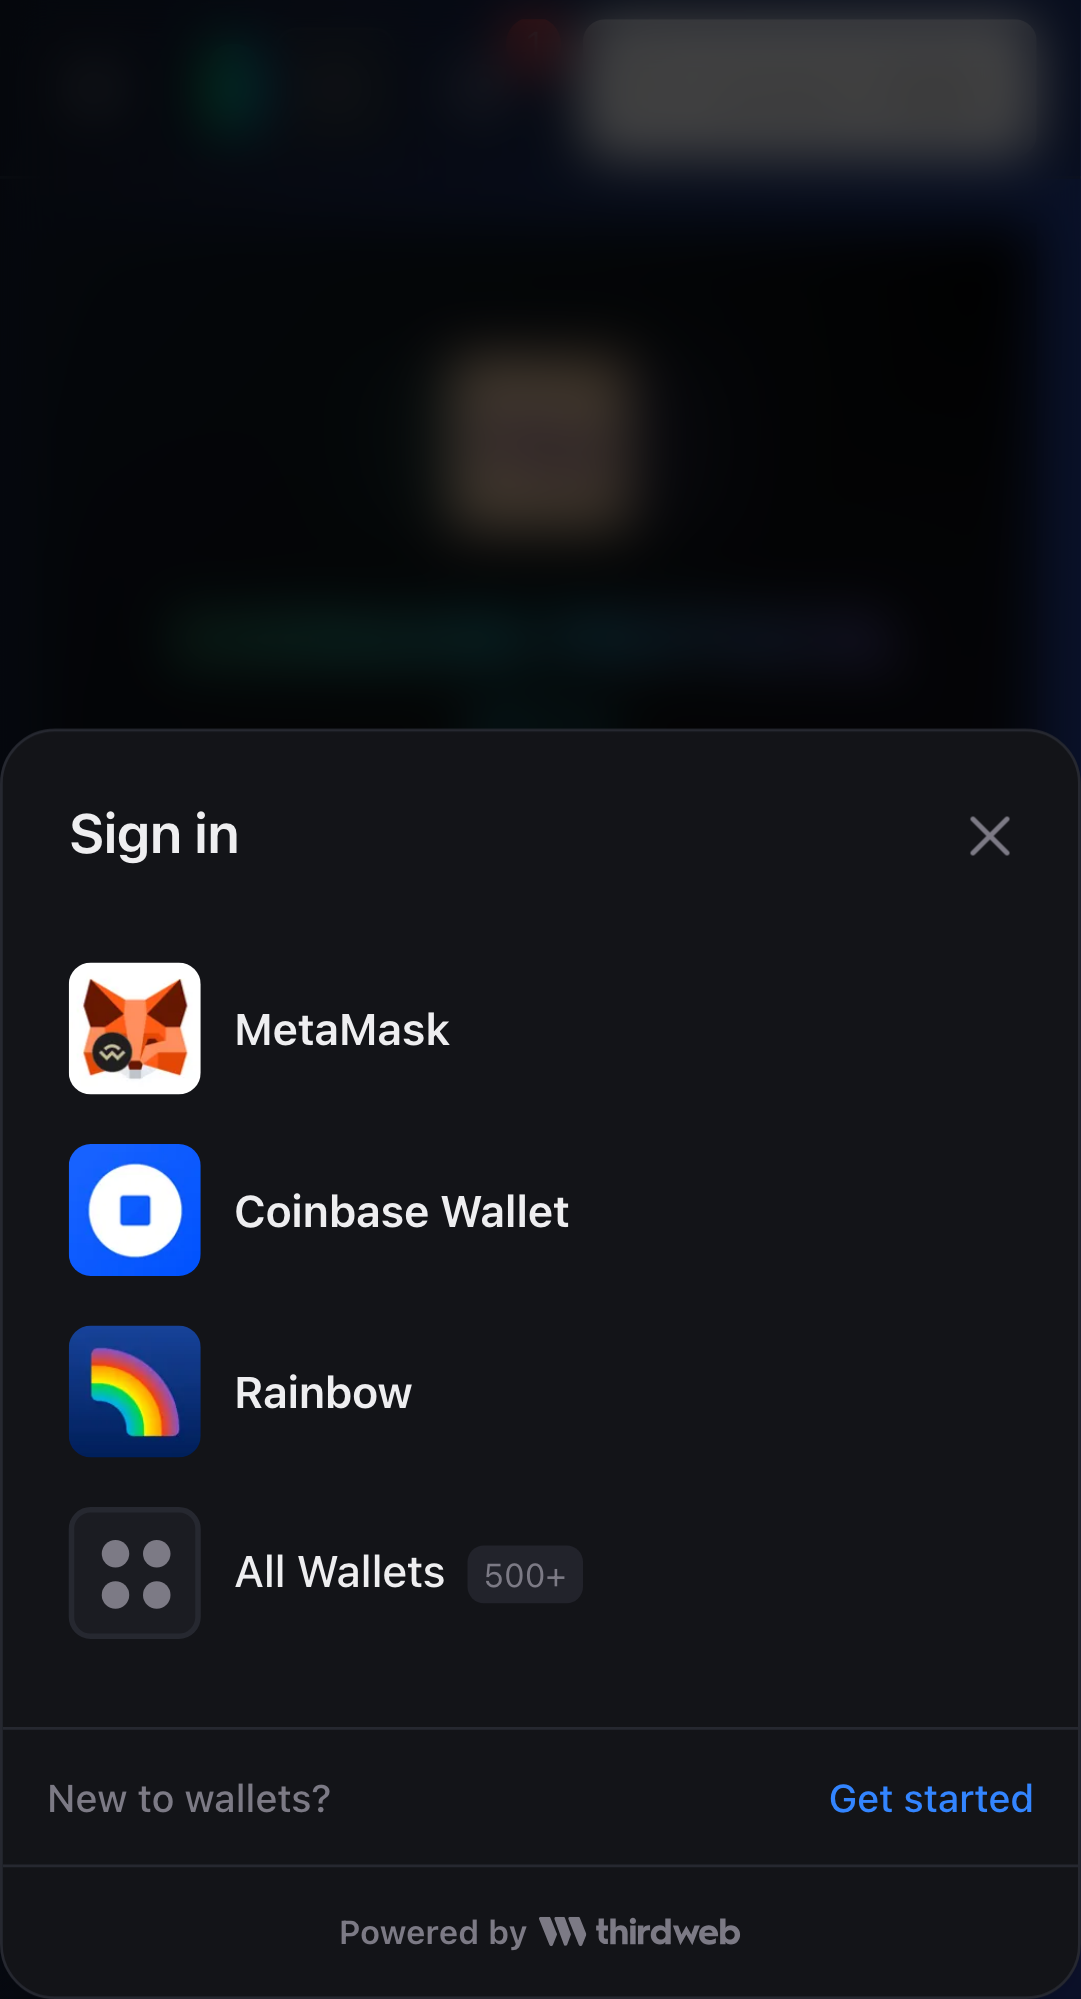 Sign in
MetaMask
Coinbase Wallet
Rainbow
All Wallets 500+
New to wallets? Get started
Powered by thirdweb